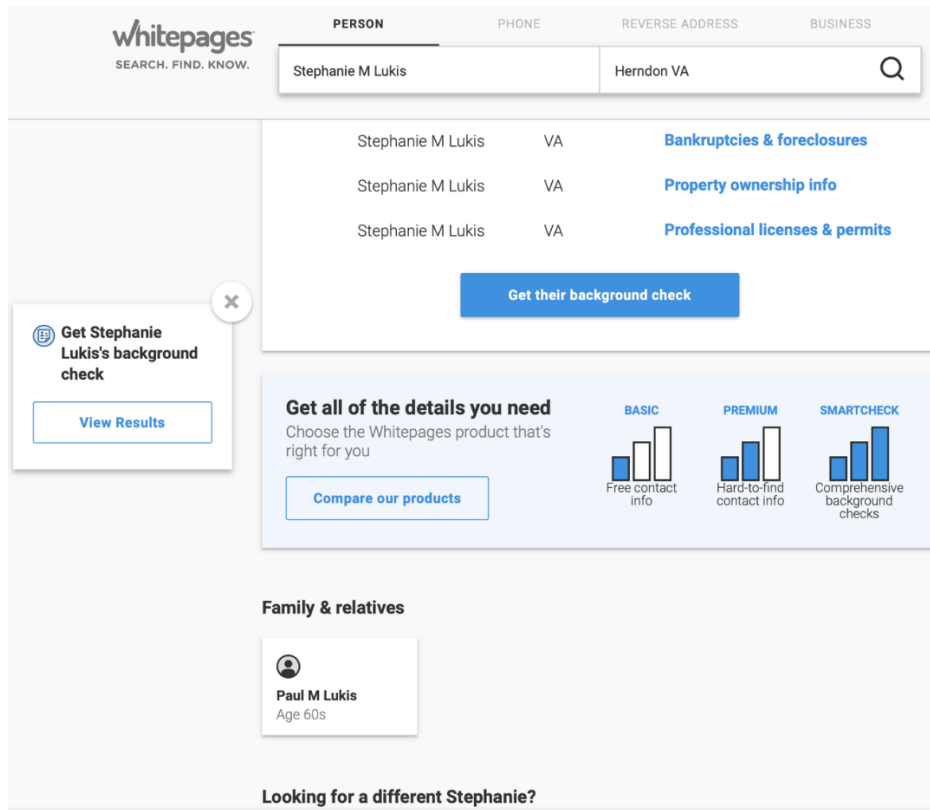 PERSON PHONE REVERSE ADDRESS BUSINESS
whitepages
SEARCH. FIND. KNOW.
Stephanie M Lukis Herndon VA
Stephanie M Lukis VA Bankruptcies & foreclosures
Stephanie M Lukis VA Property ownership info
Stephanie M Lukis VA Professional licenses & permits
Get their background check
Get Stephanie
Lukis's background
check
View Results
Get all of the details you need
Choose the Whitepages product that's
right for you
Compare our products
BASIC
Free contact
info
PREMIUM
Hard-to-find
contact info
SMARTCHECK
Comprehensive
background
checks
Family & relatives
Paul M Lukis
Age 60s
Looking for a different Stephanie?